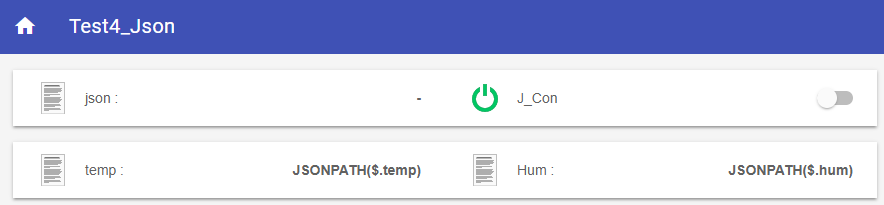 Test4_Json
json : -
J_Con
temp : JSONPATH($.temp)
Hum : JSONPATH($.hum)